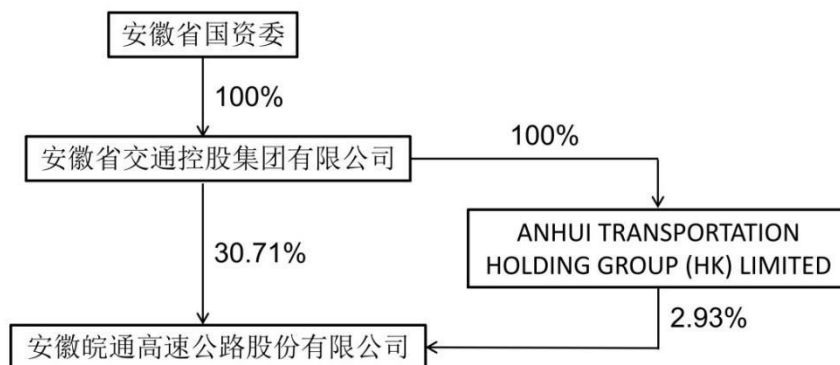 安徽省国资委
100%
安徽省交通控股集团有限公司
100%
30.71%
ANHUI TRANSPORTATION
HOLDING GROUP (HK) LIMITED
2.93%
安徽皖通高速公路股份有限公司